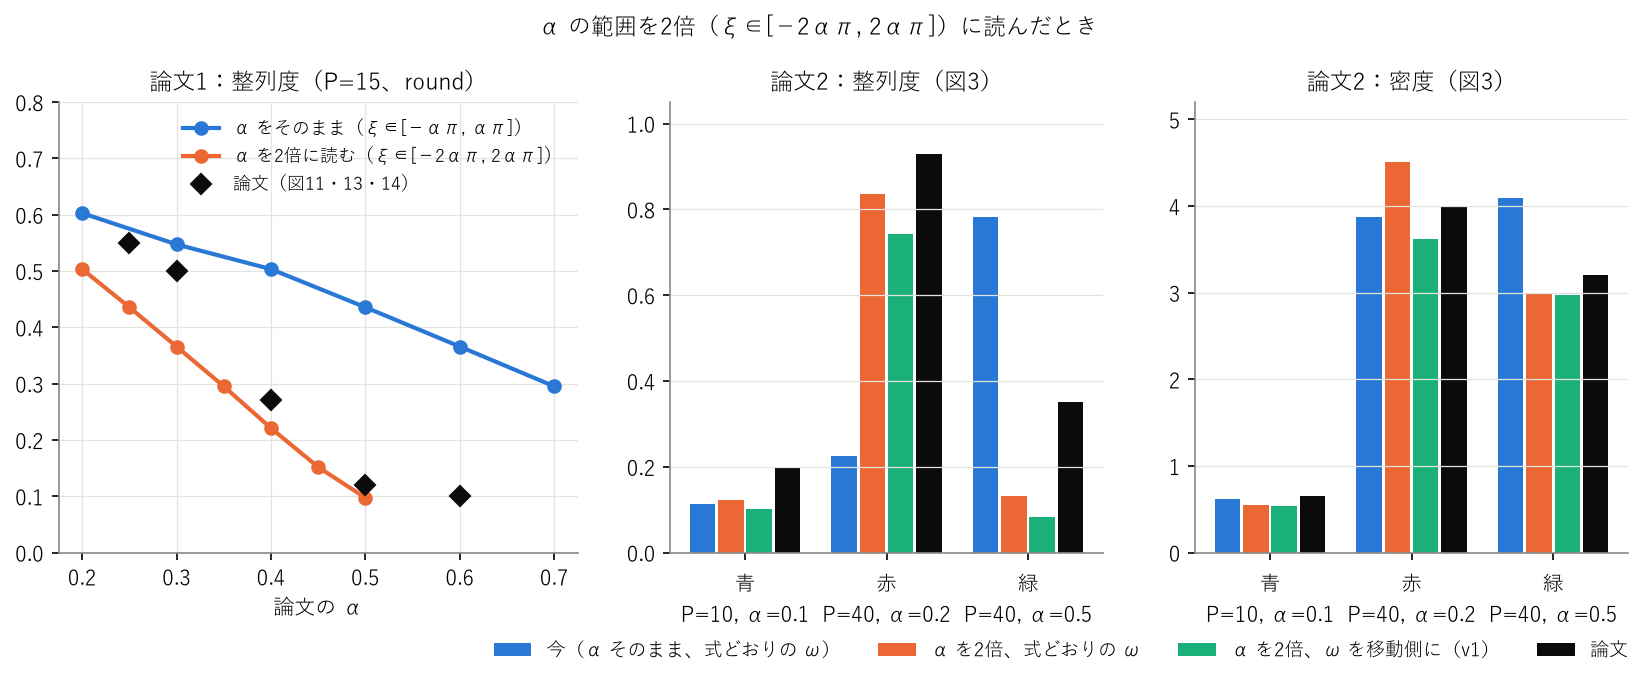 α の範囲を2倍（ξ∈[−2απ,2απ]）に読んだとき
論文1：整列度（P=15、round）
0.8
0.7
0.6
0.5
0.4
0.3
0.2
0.1
0.0
0.2 0.3 0.4 0.5 0.6 0.7
論文の α
α をそのまま（ξ∈[−απ, απ]）
α を2倍に読む（ξ∈[−2απ,2απ]）
論文（図11・13・14）
論文2：整列度（図3）
1.0
0.8
0.6
0.4
0.2
0.0
青 赤 緑
P=10, α=0.1 P=40, α=0.2 P=40, α=0.5
論文2：密度（図3）
5
4
3
2
1
0
青 赤 緑
P=10, α=0.1 P=40, α=0.2 P=40, α=0.5
今（α そのまま、式どおりの ω） α を2倍、式どおりの ω α を2倍、ω を移動側に（v1） 論文